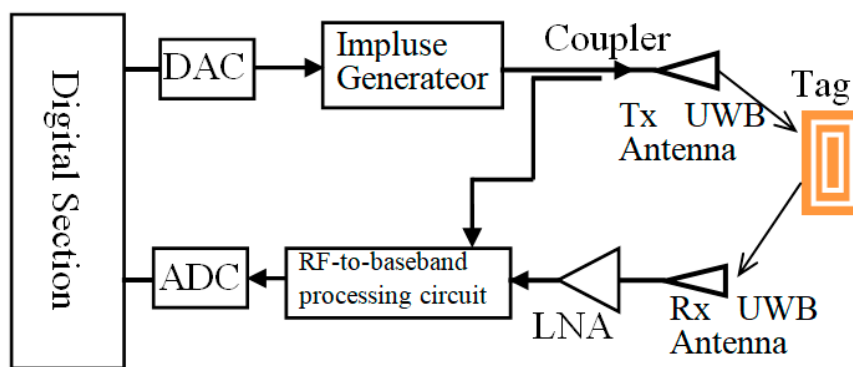 Digital Section
DAC
Impluse
Generateor
Coupler
Tx UWB
Antenna
Tag
ADC
RF-to-baseband
processing circuit
LNA
Rx UWB
Antenna